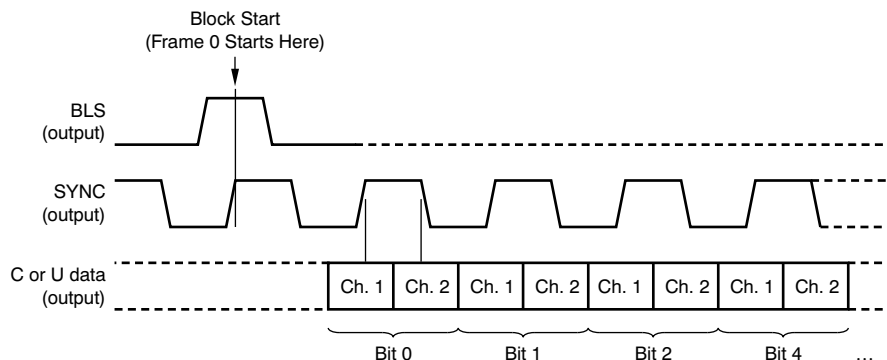 Block Start
(Frame 0 Starts Here)
BLS
(output)
SYNC
(output)
C or U data
(output)
Ch. 1 Ch. 2 Ch. 1 Ch. 2 Ch. 1 Ch. 2 Ch. 1 Ch. 2
Bit 0 Bit 1 Bit 2 Bit 4 ...